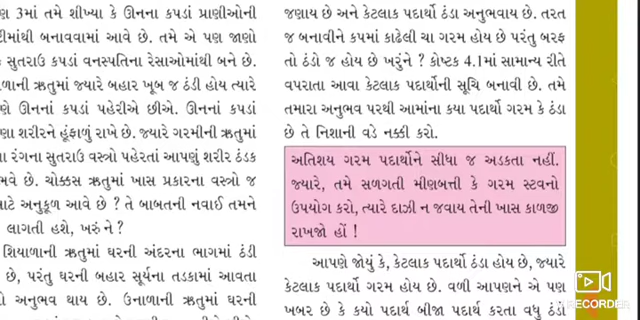 3માં તમે શીખ્યા કે ઊનના કપડાં પ્રાણીઓની
બનાવવામાં આવે છે. તમે એ પણ જાણો
સુતરાઉ કપડાં વનસ્પતિના રેસાઓમાંથી બને છે.
ઋતુમાં જ્યારે બહાર ખૂબ જ ઠંડી હોય ત્યારે
ઊનનાં કપડાં પહેરીએ છીએ. ઊનનાં કપડાં
શરીરને હૂંફાળું રાખે છે. જ્યારે ગરમીની ઋતુમાં
રંગના સુતરાઉ વસ્ત્રો પહેરતાં આપણું શરીર ઠંડક
છે. ચોક્કસ ઋતુમાં ખાસ પ્રકારના વસ્ત્રો જ
અનુકૂળ આવે છે ? તે બાબતની નવાઈ તમને
લાગતી હશે, ખરું ને ?
શિયાળાની ઋતુમાં ઘરની અંદરના ભાગમાં ઠંડી
છે, પરંતુ ઘરની બહાર સૂર્યના તડકામાં આવતા
અનુભવ થાય છે. ઉનાળાની ઋતુમાં ઘરની
જણાય છે અને કેટલાક પદાર્થો ઠંડા અનુભવાય છે. તરત
જ બનાવીને કપમાં કાઢેલી ચા ગરમ હોય છે પરંતુ બરફ
તો ઠંડો જ હોય છે ખરુંને ? કોષ્ટક 4.1માં સામાન્ય રીતે
વપરાતા આવા કેટલાક પદાર્થોની સૂચિ બનાવી છે. તમે
તમારા અનુભવ પરથી આમાંના કયા પદાર્થો ગરમ કે ઠંડા
છે તે નિશાની વડે નક્કી કરો.
અતિશય ગરમ પદાર્થોને સીધા જ અડકતા નહીં.
જ્યારે, તમે સળગતી મીણબત્તી કે ગરમ સ્ટવનો
ઉપયોગ કરો, ત્યારે દાઝી ન જવાય તેની ખાસ કાળજી
રાખજો હોં !
આપણે જોયું કે, કેટલાક પદાર્થો ઠંડા હોય છે, જ્યારે
કેટલાક પદાર્થો ગરમ હોય છે. વળી આપણને એ પણ
ખબર છે કે કયો પદાર્થ બીજા પદાર્થ કરતા વધુ ઠંડો
RECORDER